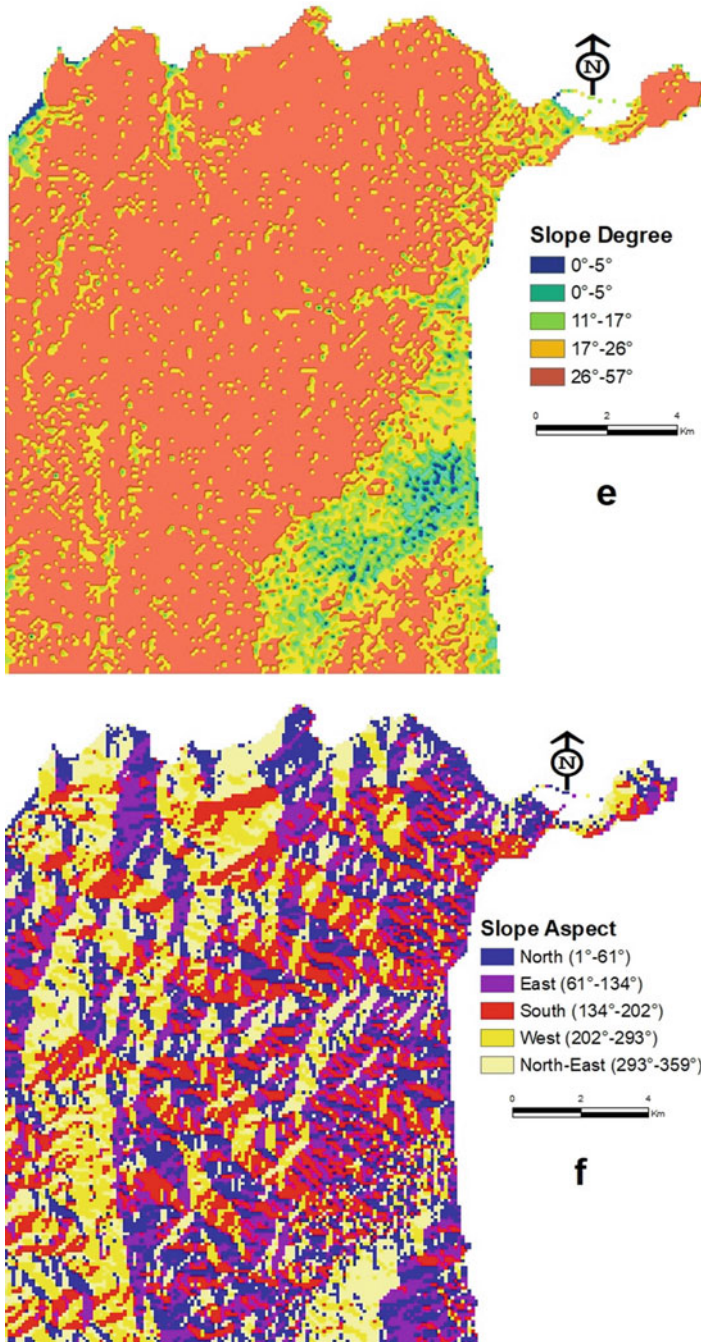 N
Slope Degree
0°-5°
0°-5°
11°-17°
17°-26°
26°-57°
0 2 4
Km
e
N
Slope Aspect
North (1°-61°)
East (61°-134°)
South (134°-202°)
West (202°-293°)
North-East (293°-359°)
0 2 4
Km
f